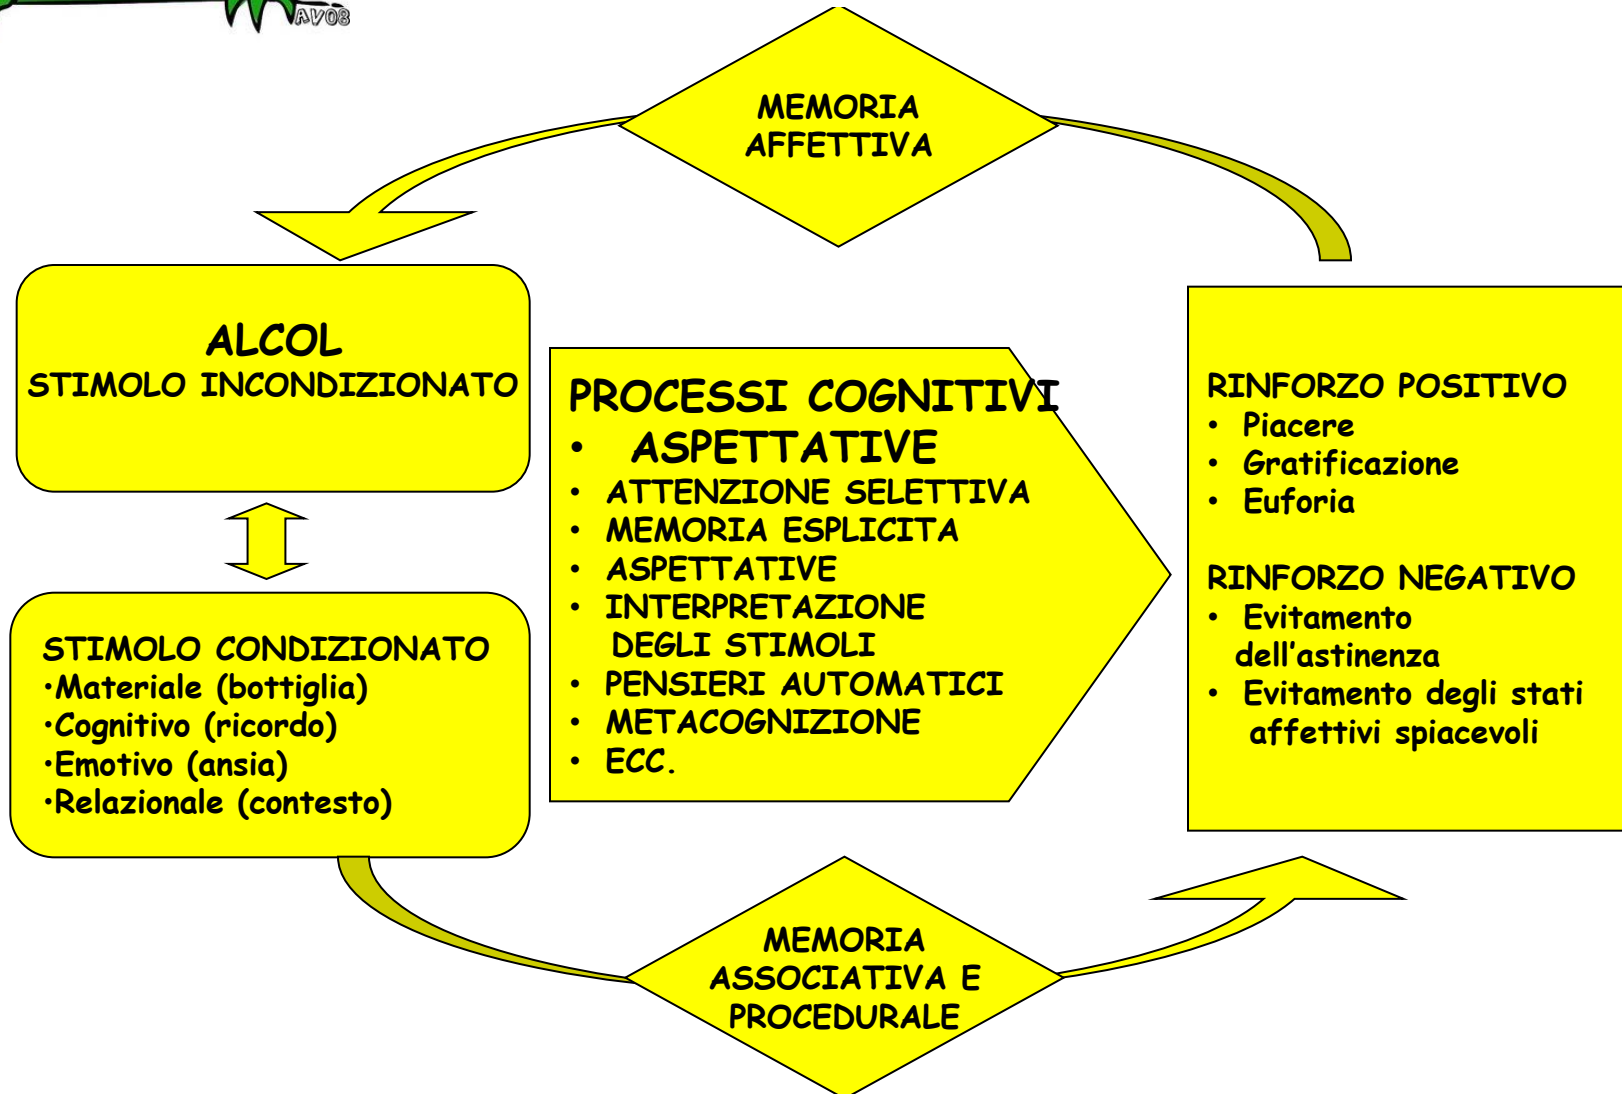 AV08
MEMORIA
AFFETTIVA
ALCOL
STIMOLO INCONDIZIONATO
STIMOLO CONDIZIONATO
•Materiale (bottiglia)
•Cognitivo (ricordo)
•Emotivo (ansia)
•Relazionale (contesto)
PROCESSI COGNITIVI
• ASPETTATIVE
• ATTENZIONE SELETTIVA
• MEMORIA ESPLICITA
• ASPETTATIVE
• INTERPRETAZIONE
DEGLI STIMOLI
• PENSIERI AUTOMATICI
• METACOGNIZIONE
• ECC.
RINFORZO POSITIVO
• Piacere
• Gratificazione
• Euforia
RINFORZO NEGATIVO
• Evitamento
dell'astinenza
• Evitamento degli stati
affettivi spiacevoli
MEMORIA
ASSOCIATIVA E
PROCEDURALE